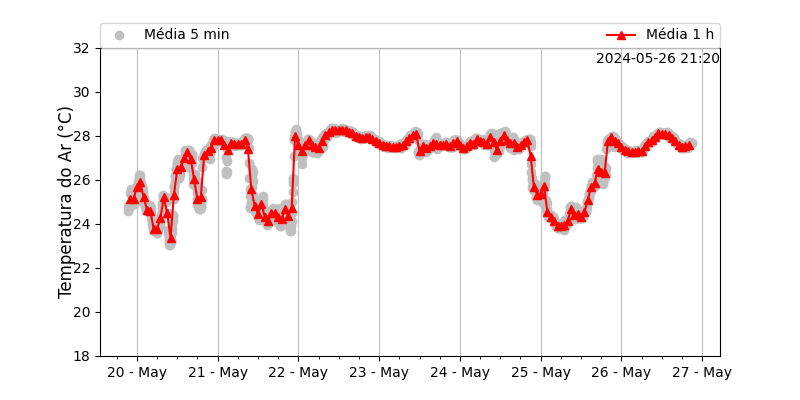 Média 5 min
Média 1 h
2024-05-26 21:20
Temperatura do Ar (°C)
32
30
28
26
24
22
20
18
20 - May
21 - May
22 - May
23 - May
24 - May
25 - May
26 - May
27 - May